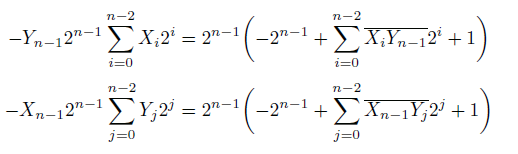 $-Y_{n-1}2^{n-1}\sum_{i=0}^{n-2}X_i2^i = 2^{n-1}\left(-2^{n-1}+\sum_{i=0}^{n-2}\overline{X_iY_{n-1}}2^i+1\right)$
$-X_{n-1}2^{n-1}\sum_{j=0}^{n-2}Y_j2^j = 2^{n-1}\left(-2^{n-1}+\sum_{j=0}^{n-2}\overline{X_{n-1}Y_j}2^j+1\right)$